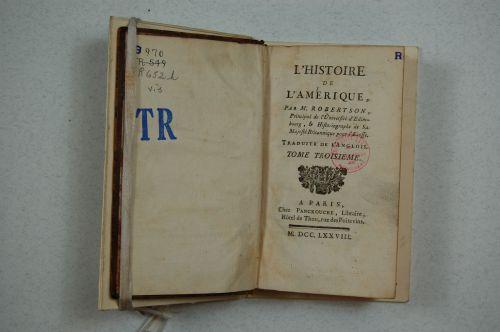 970
R-549
R652h
v.3
TR
R
L'HISTOIRE
DE
L'AMÉRIQUE,
PAR M. ROBERTSON,
Principal de l'Université d'Edim-
bourg, & Historiographe de Sa
Majesté Britannique pour l'Ecosse.
TRADUITE DE L'ANGLOIS.
TOME TROISIEME.
A PARIS,
Chez PANCKOUCKE, Libraire,
Hôtel de Thou, rue des Poitevins.
M. DCC. LXXVIII.